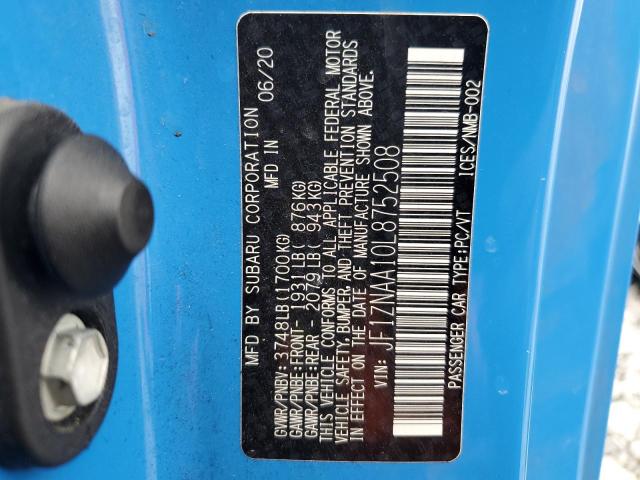 MFD BY SUBARU CORPORATION
MFD IN 06/20
GVWR/PNBV: 3748LB(1700KG)
GAWR/PNBE:FRONT- 1931LB( 876KG)
GAWR/PNBE:REAR - 2079LB( 943KG)
THIS VEHICLE CONFORMS TO ALL APPLICABLE FEDERAL MOTOR
VEHICLE SAFETY, BUMPER, AND THEFT PREVENTION STANDARDS
IN EFFECT ON THE DATE OF MANUFACTURE SHOWN ABOVE.
VIN: JF1ZNAA10L8752508
PASSENGER CAR TYPE:PC/VT ICES/NMB-002